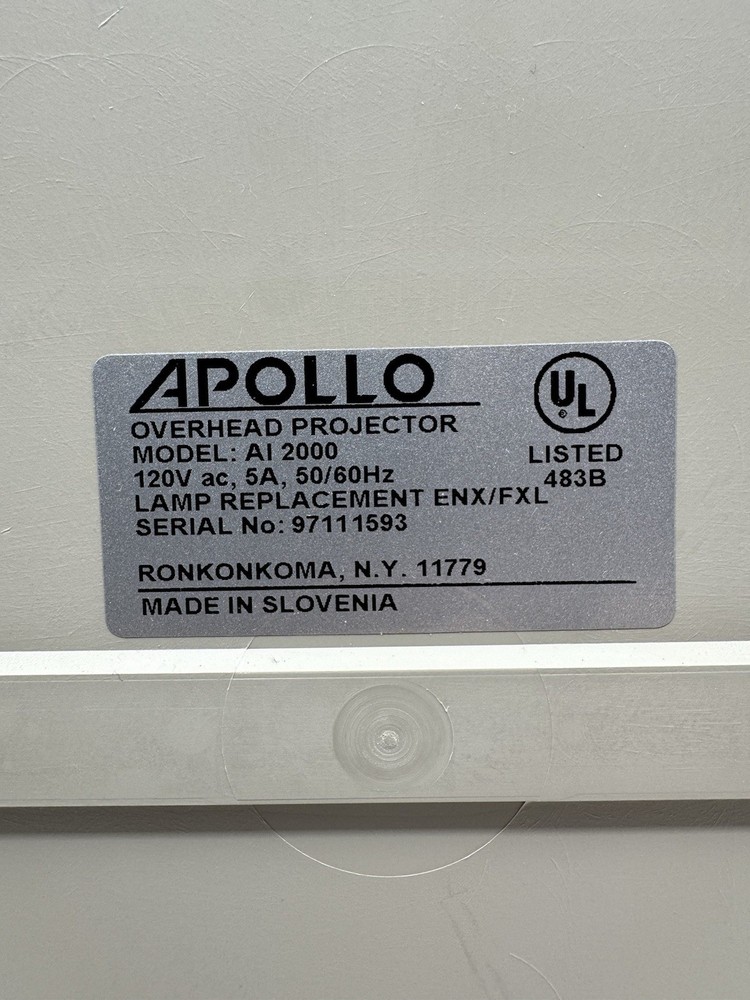 APOLLO
OVERHEAD PROJECTOR
MODEL: AI 2000
120V ac, 5A, 50/60Hz
LAMP REPLACEMENT ENX/FXL
SERIAL No: 97111593
RONKONKOMA, N.Y. 11779
MADE IN SLOVENIA
UL
®
LISTED
483B